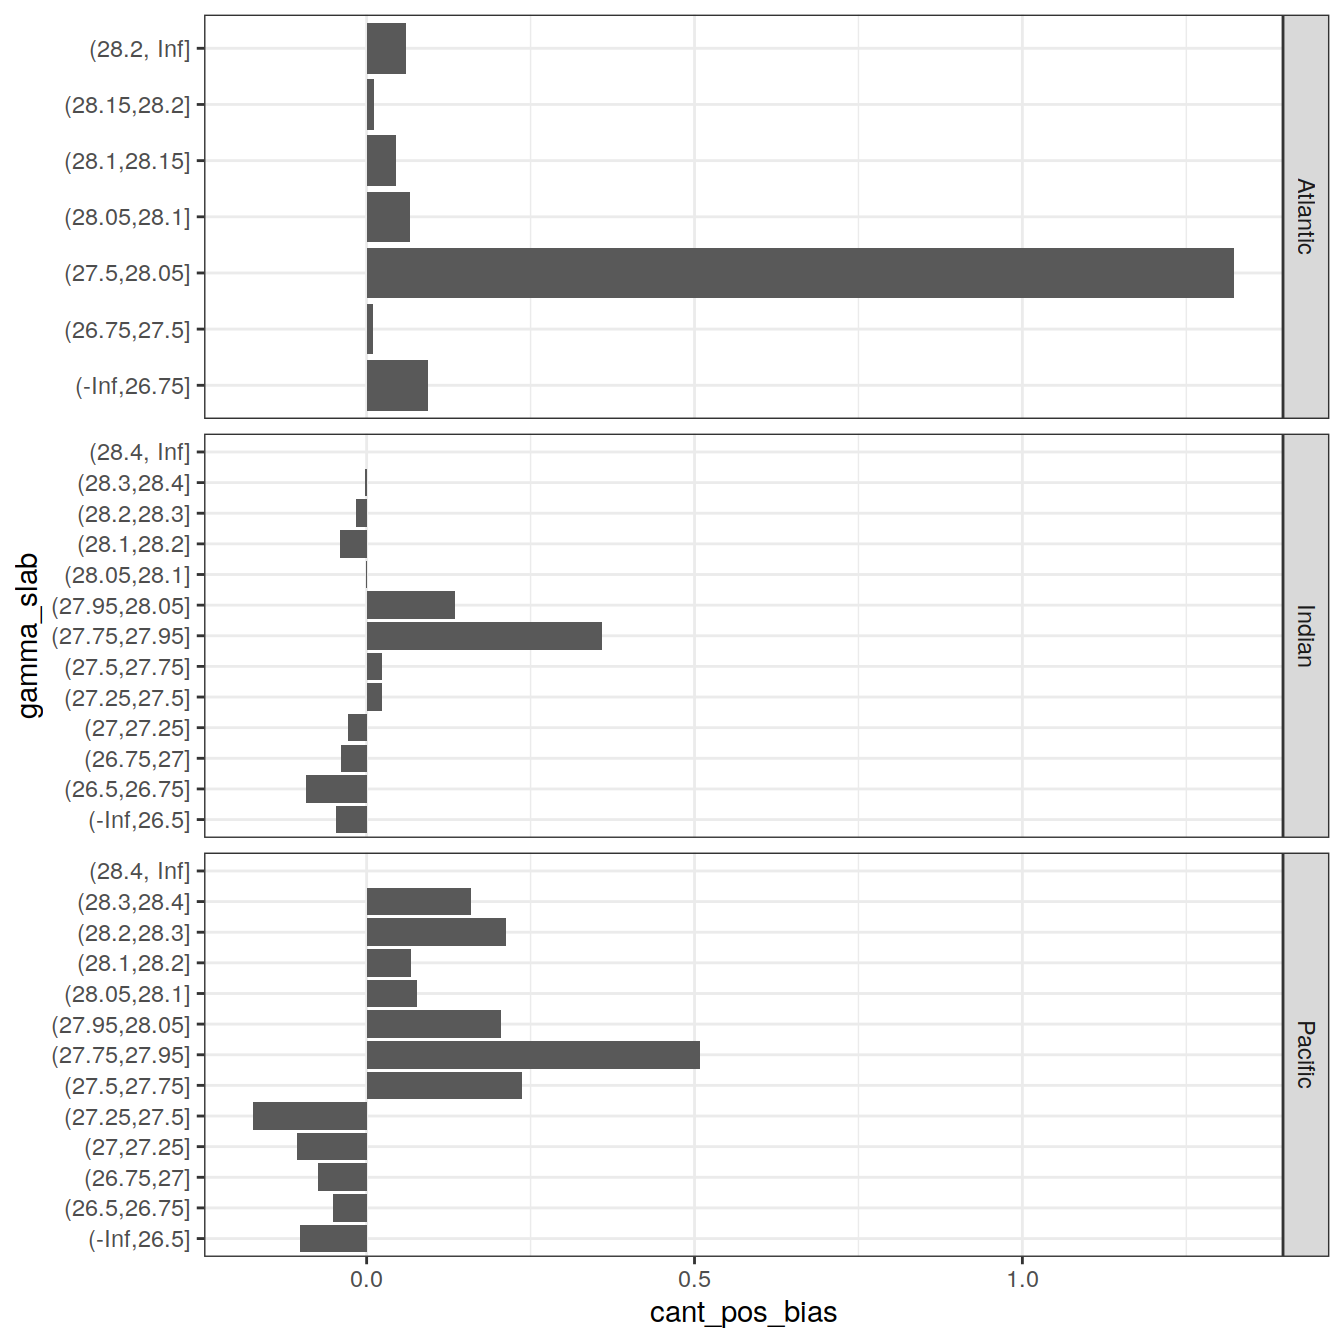 (28.2, Inf]
(28.15,28.2]
(28.1,28.15]
(28.05,28.1]
(27.5,28.05]
(26.75,27.5]
(-Inf,26.75]
Atlantic
(28.4, Inf]
(28.3,28.4]
(28.2,28.3]
(28.1,28.2]
(28.05,28.1]
(27.95,28.05]
(27.75,27.95]
(27.5,27.75]
(27.25,27.5]
(27,27.25]
(26.75,27]
(26.5,26.75]
(-Inf,26.5]
Indian
gamma_slab
(28.4, Inf]
(28.3,28.4]
(28.2,28.3]
(28.1,28.2]
(28.05,28.1]
(27.95,28.05]
(27.75,27.95]
(27.5,27.75]
(27.25,27.5]
(27,27.25]
(26.75,27]
(26.5,26.75]
(-Inf,26.5]
Pacific
0.0 0.5 1.0
cant_pos_bias